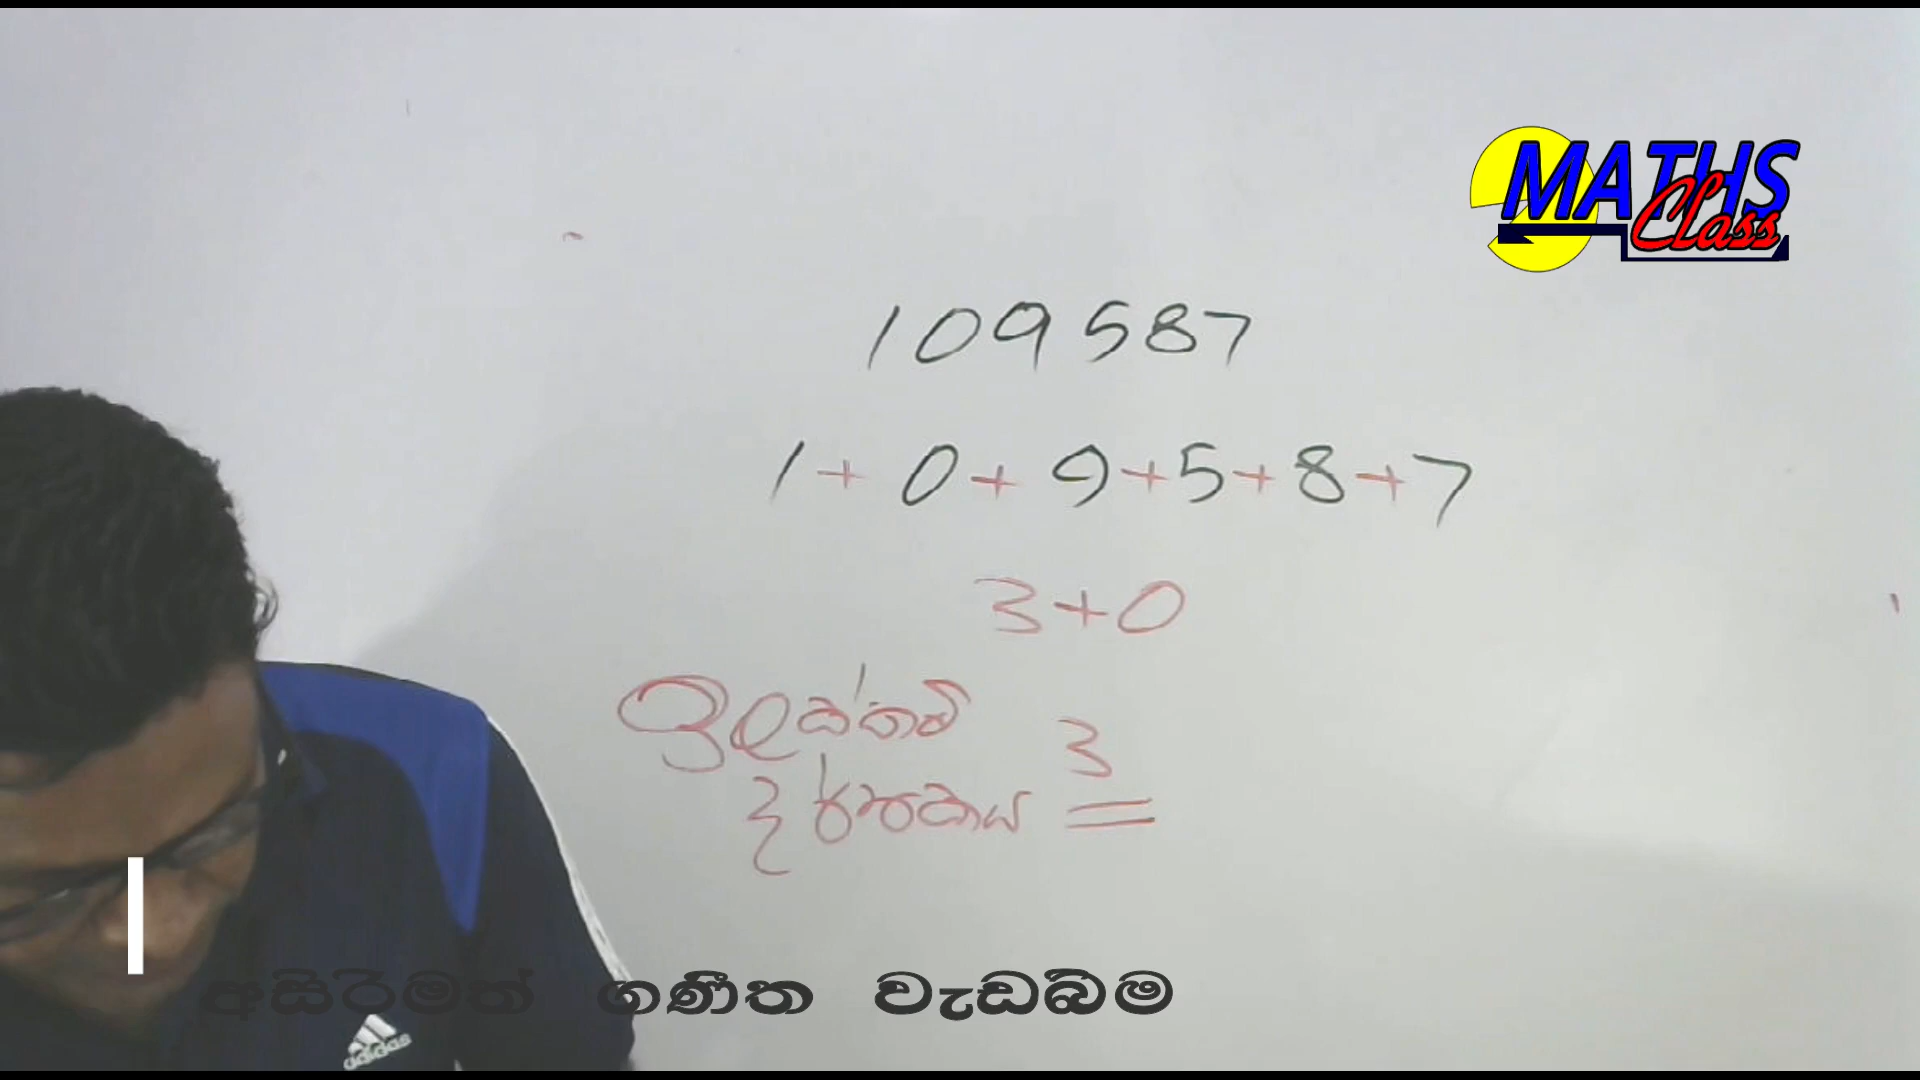 MATHS
Class
109587
1 + 0 + 9 + 5 + 8 + 7
3 + 0
ඉලක්කම්
දර්ශකය 3
අසිරිමත් ගණිත වැඩබිම
adidas